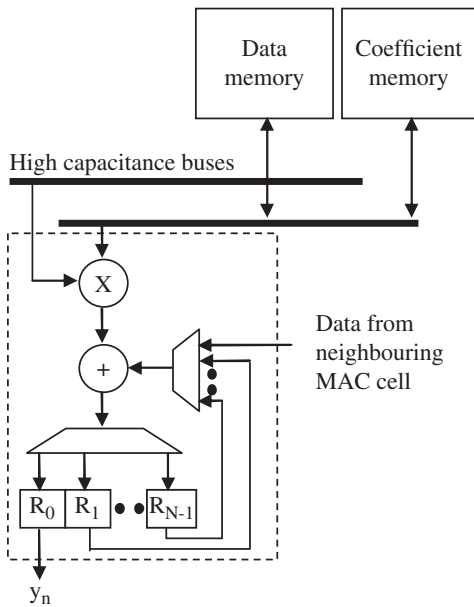 Data
memory
Coefficient
memory
High capacitance buses
X
+
Data from
neighbouring
MAC cell
R0 R1 RN-1
yn